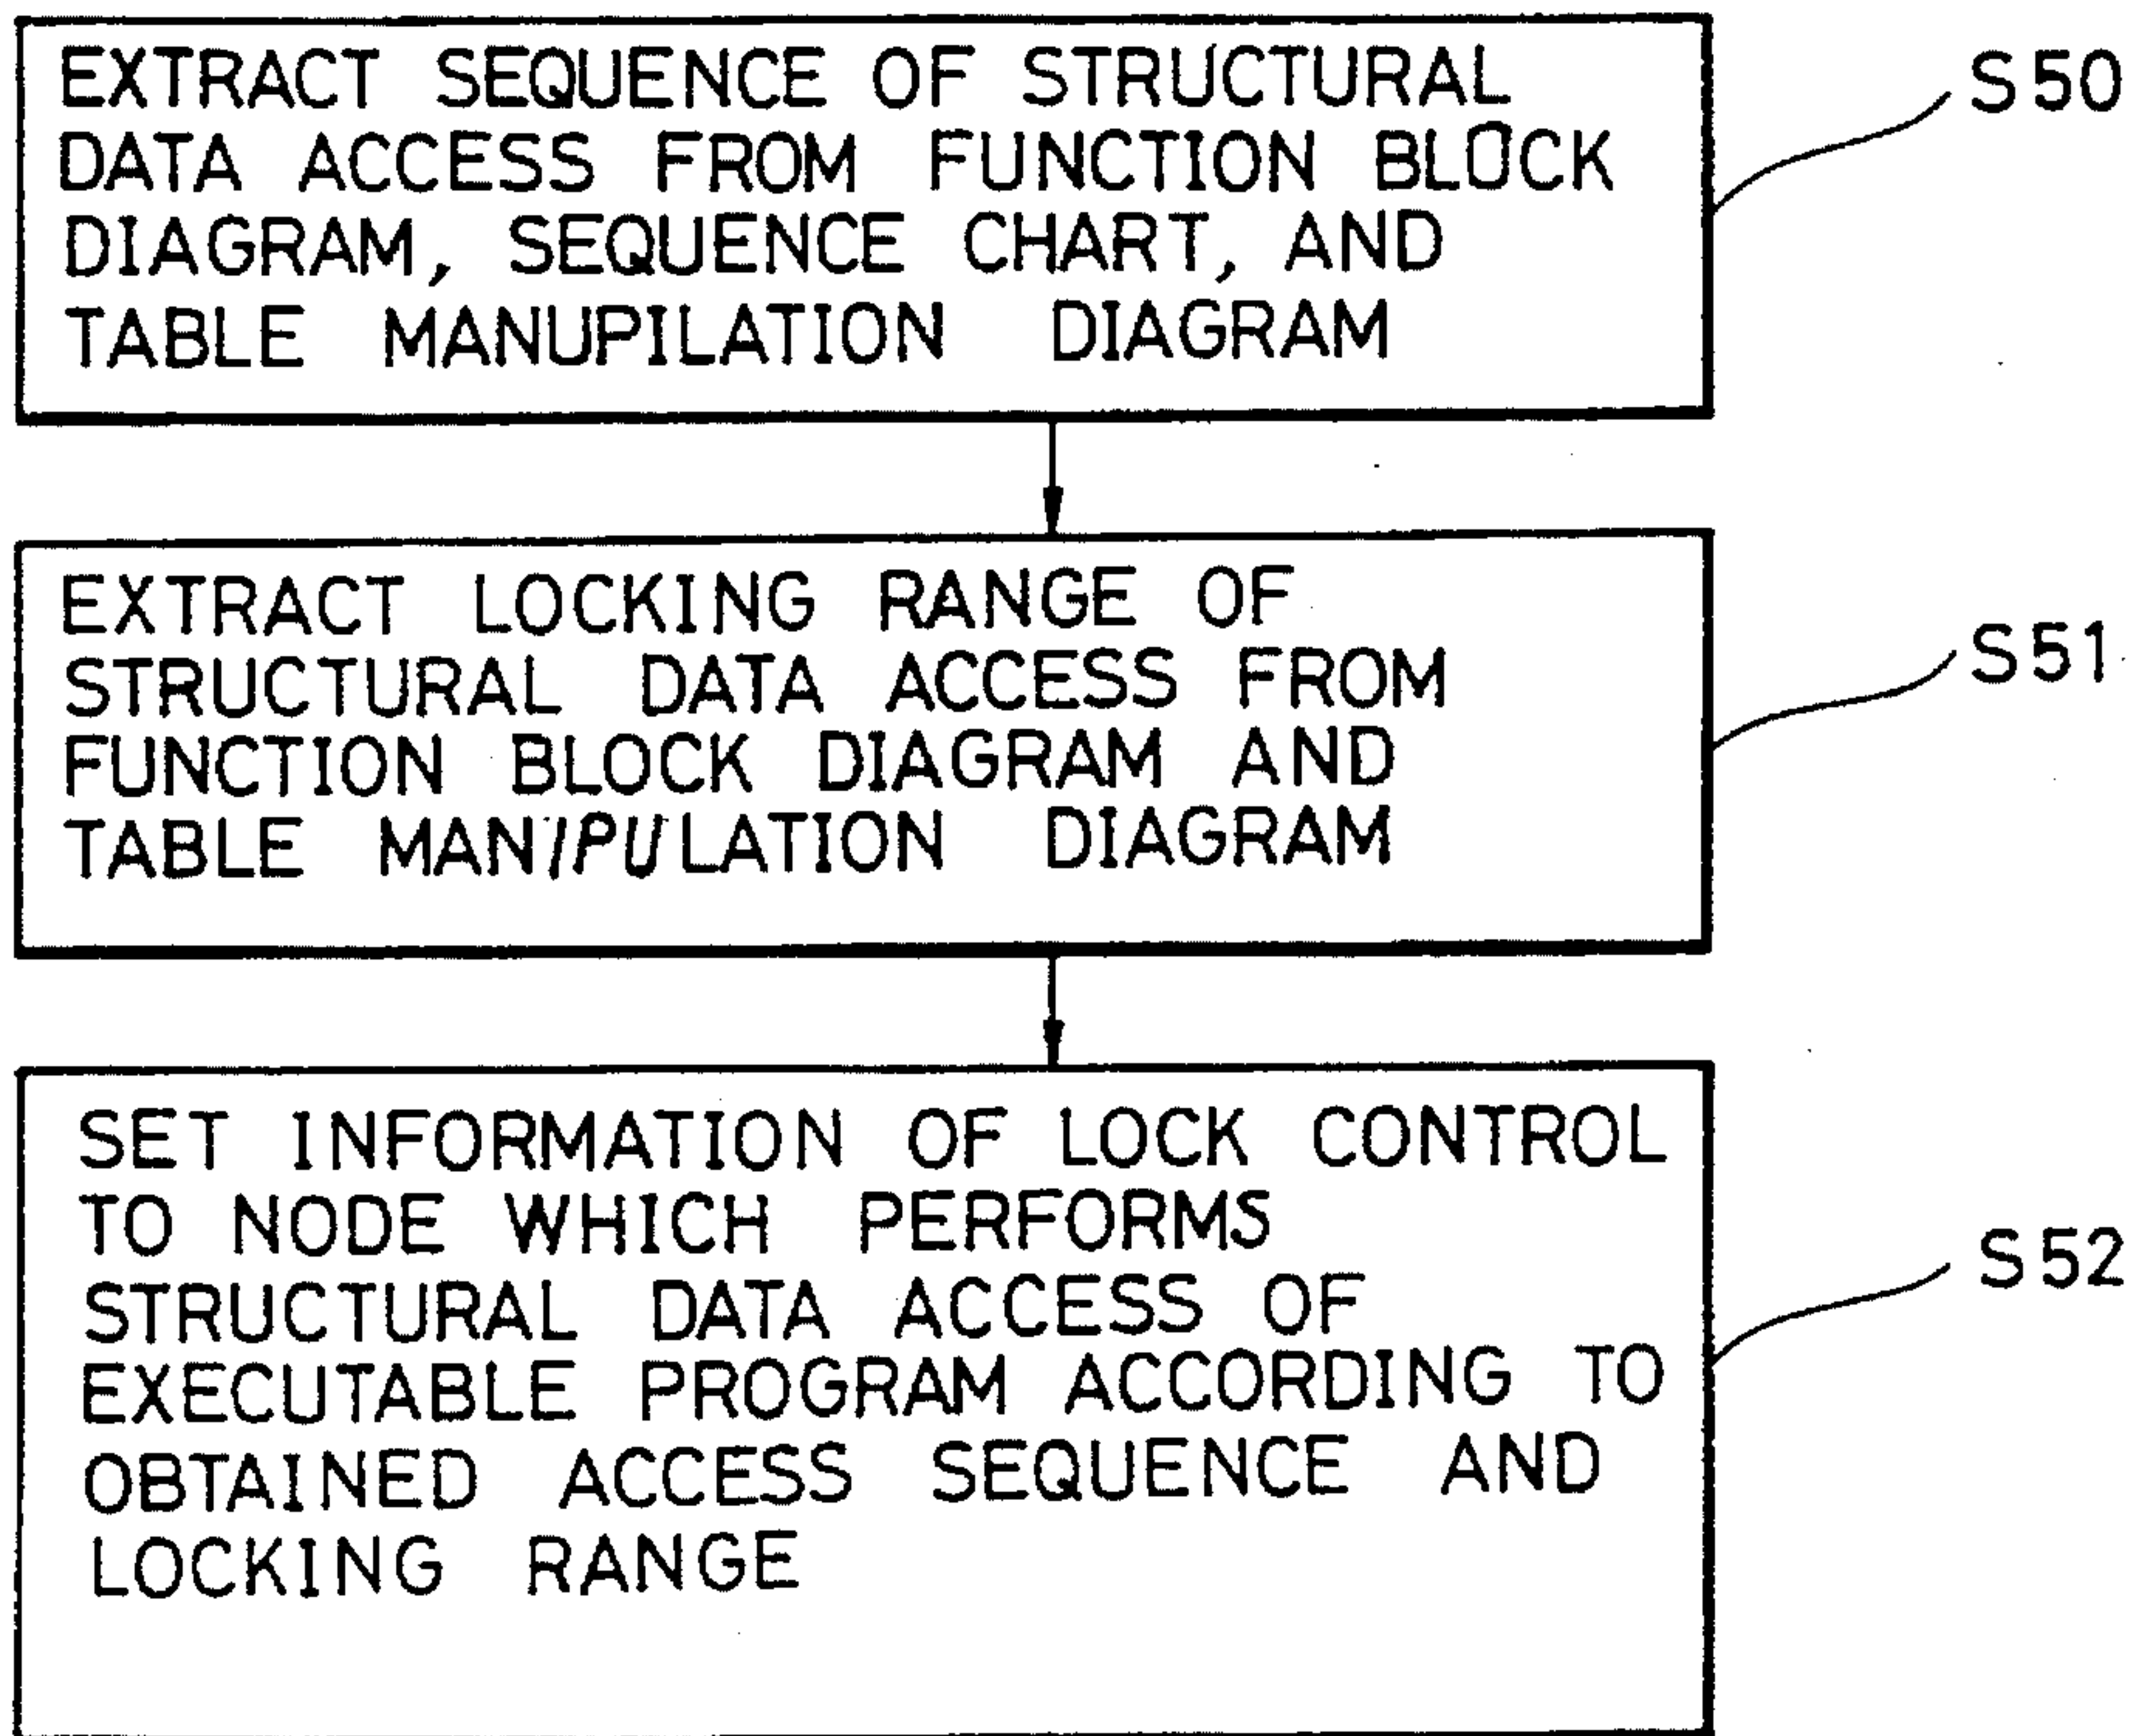 EXTRACT SEQUENCE OF STRUCTURAL
DATA ACCESS FROM FUNCTION BLOCK
DIAGRAM, SEQUENCE CHART, AND
TABLE MANUPILATION DIAGRAM
S50
EXTRACT LOCKING RANGE OF
STRUCTURAL DATA ACCESS FROM
FUNCTION BLOCK DIAGRAM AND
TABLE MANIPULATION DIAGRAM
S51
SET INFORMATION OF LOCK CONTROL
TO NODE WHICH PERFORMS
STRUCTURAL DATA ACCESS OF
EXECUTABLE PROGRAM ACCORDING TO
OBTAINED ACCESS SEQUENCE AND
LOCKING RANGE
S52